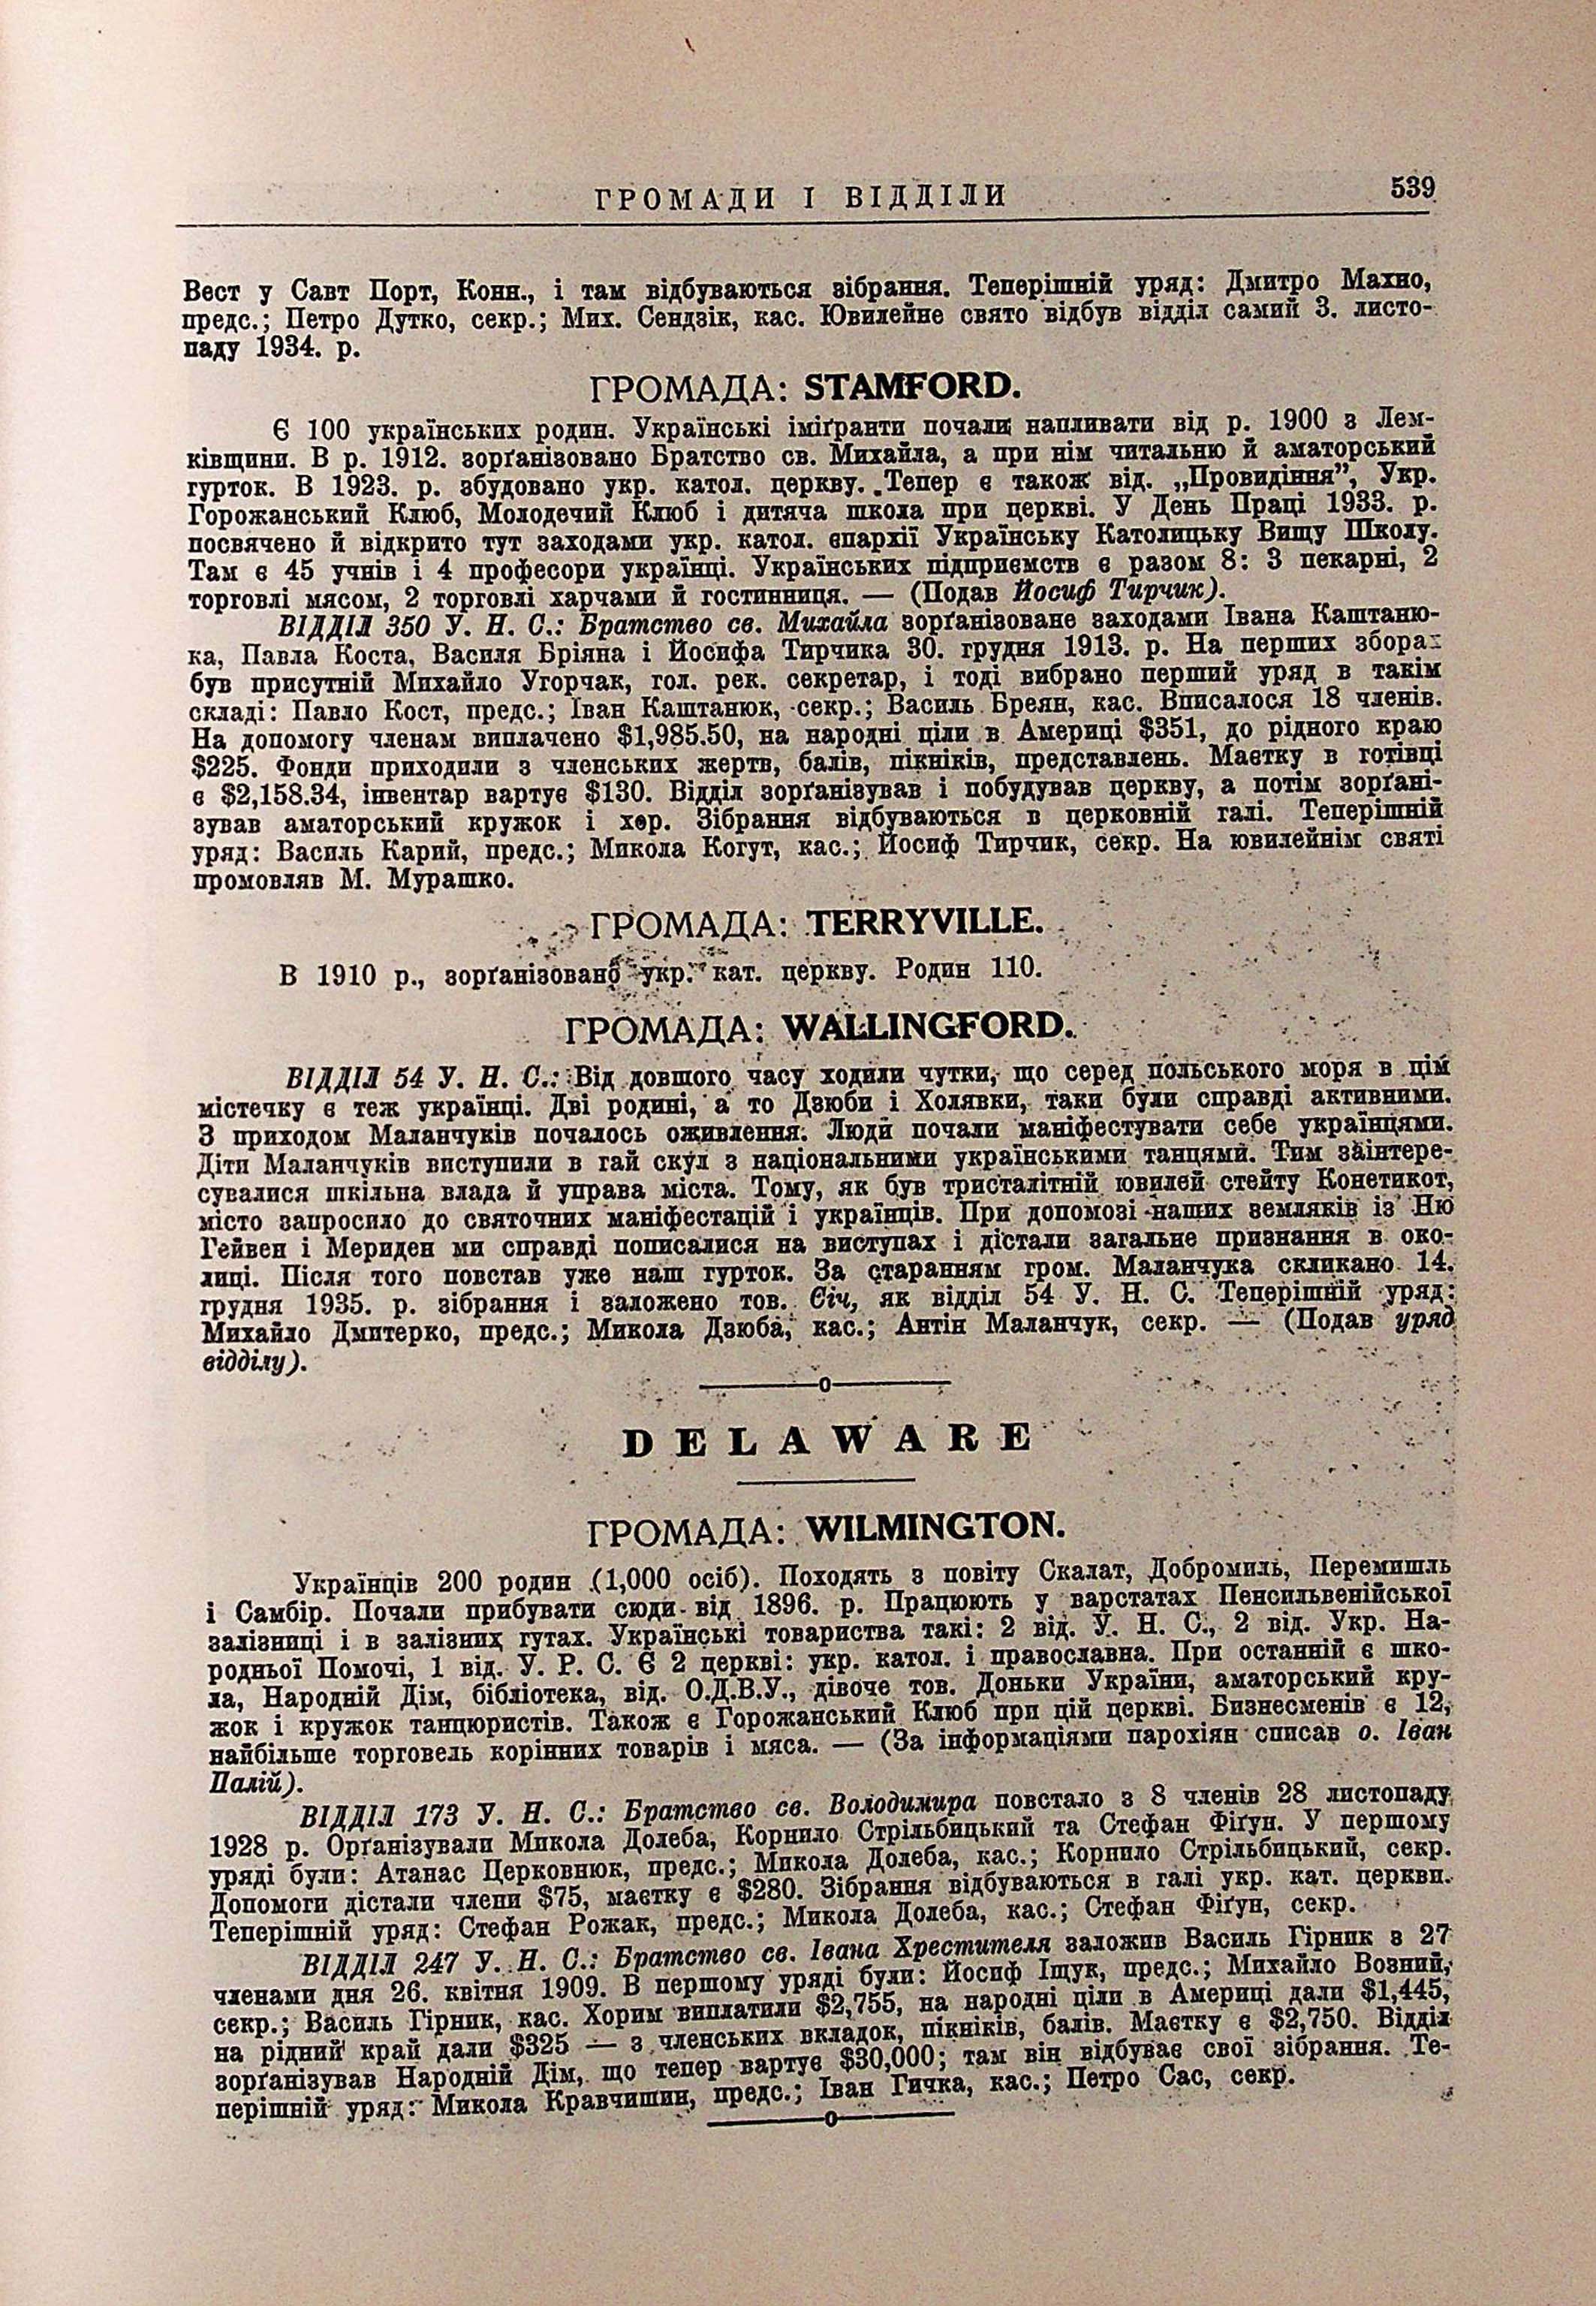 ГРОМАДИ І ВІДДІЛИ 539
Вест у Савт Порт, Конн., і там відбуваються зібрання. Теперішній уряд: Дмитро Махно,
предс.; Петро Дутко, секр.; Мих. Сендзік, кас. Ювилейне свято відбув відділ самий 3. листо-
паду 1934. р.
ГРОМАДА: STAMFORD.
Є 100 українських родин. Українські іміґранти почали напливати від р. 1900 з Лем-
ківщини. В р. 1912. зорґанізовано Братство св. Михайла, а при нім читальню й аматорський
гурток. В 1923. р. збудовано укр. катол. церкву. Тепер є також від. „Провидіння”, Укр.
Горожанський Клюб, Молодечий Клюб і дитяча школа при церкві. У День Праці 1933. р.
посвячено й відкрито тут заходами укр. катол. епархії Українську Католицьку Вищу Школу.
Там є 45 учнів і 4 професори українці. Українських підприємств є разом 8: 3 пекарні, 2
торговлі мясом, 2 торговлі харчами й гостинниця. — (Подав Йосиф Тирчик).
ВІДДІЛ 350 У. Н. С.: Братство св. Михайла зорґанізоване заходами Івана Каштаню-
ка, Павла Коста, Василя Бріяна і Йосифа Тирчика 30. грудня 1913. р. На перших зборах
був присутній Михайло Угорчак, гол. рек. секретар, і тоді вибрано перший уряд в такім
складі: Павло Кост, предс.; Іван Каштанюк, секр.; Василь Бреян, кас. Вписалося 18 членів.
На допомогу членам виплачено $1,985.50, на народні ціли в Америці $351, до рідного краю
$225. Фонди приходили з членських жертв, балів, пікніків, представлень. Маєтку в готівці
є $2,158.34, інвентар вартує $130. Відділ зорґанізував і побудував церкву, а потім зорґані-
зував аматорський кружок і хор. Зібрання відбуваються в церковній галі. Теперішній
уряд: Василь Карий, предс.; Микола Когут, кас.; Йосиф Тирчик, секр. На ювилейнім святі
промовляв М. Мурашко.
ГРОМАДА: TERRYVILLE.
В 1910 р., зорґанізовано укр. кат. церкву. Родин 110.
ГРОМАДА: WALLINGFORD.
ВІДДІЛ 54 У. Н. С.: Від довшого часу ходили чутки, що серед польського моря в цім
містечку є теж українці. Дві родині, а то Дзюби і Холявки, таки були справді активними.
З приходом Маланчуків почалось оживлення. Люди почали маніфестувати себе українцями.
Діти Маланчуків виступили в гай скул з національними українськими танцями. Тим заінтере-
сувалися шкільна влада й управа міста. Тому, як був тристалітній ювилей стейту Конетикот,
місто запросило до святочних маніфестацій і українців. При допомозі наших земляків із Ню
Гейвен і Мериден ми справді пописалися на виступах і дістали загальне признання в око-
лиці. Після того повстав уже наш гурток. За старанням гром. Маланчука скликано 14.
грудня 1935. р. зібрання і заложено тов. Січ, як відділ 54 У. Н. С. Теперішній уряд:
Михайло Дмитерко, предс.; Микола Дзюба, кас.; Антін Маланчук, секр. — (Подав уряд
відділу).
DELAWARE
ГРОМАДА: WILMINGTON.
Українців 200 родин (1,000 осіб). Походять з повіту Скалат, Добромиль, Перемишль
і Самбір. Почали прибувати сюди від 1896. р. Працюють у варстатах Пенсильвенійської
залізниці і в залізних гутах. Українські товариства такі: 2 від. У. Н. С., 2 від. Укр. На-
родньої Помочі, 1 від. У. Р. С. Є 2 церкві: укр. катол. і православна. При останній є шко-
ла, Народній Дім, бібліотека, від. О.Д.В.У., дівоче тов. Доньки України, аматорський кру-
жок і кружок танцюристів. Також є Горожанський Клюб при цій церкві. Бизнесменів є 12,
найбільше торговель корінних товарів і мяса. — (За інформаціями парохіян списав о. Іван
Палій).
ВІДДІЛ 173 У. Н. С.: Братство св. Володимира повстало з 8 членів 28 листопаду
1928 р. Орґанізували Микола Долеба, Корнило Стрільбицький та Стефан Фіґун. У першому
уряді були: Атанас Церковнюк, предс.; Микола Долеба, кас.; Корнило Стрільбицький, секр.
Допомоги дістали члени $75, маєтку є $280. Зібрання відбуваються в галі укр. кат. церкви.
Теперішній уряд: Стефан Рожак, предс.; Микола Долеба, кас.; Стефан Фіґун, секр.
ВІДДІЛ 247 У. Н. С.: Братство св. Івана Хрестителя заложив Василь Гірник з 27
членами дня 26. квітня 1909. В першому уряді були: Йосиф Іщук, предс.; Михайло Возний,
секр.; Василь Гірник, кас. Хорим виплатили $2,755, на народні ціли в Америці дали $1,445,
на рідний край дали $325 — з членських вкладок, пікніків, балів. Маєтку є $2,750. Відділ
зорґанізував Народній Дім, що тепер вартує $30,000; там він відбуває свої зібрання. Те-
перішній уряд: Микола Кравчишин, предс.; Іван Гичка, кас.; Петро Сас, секр.